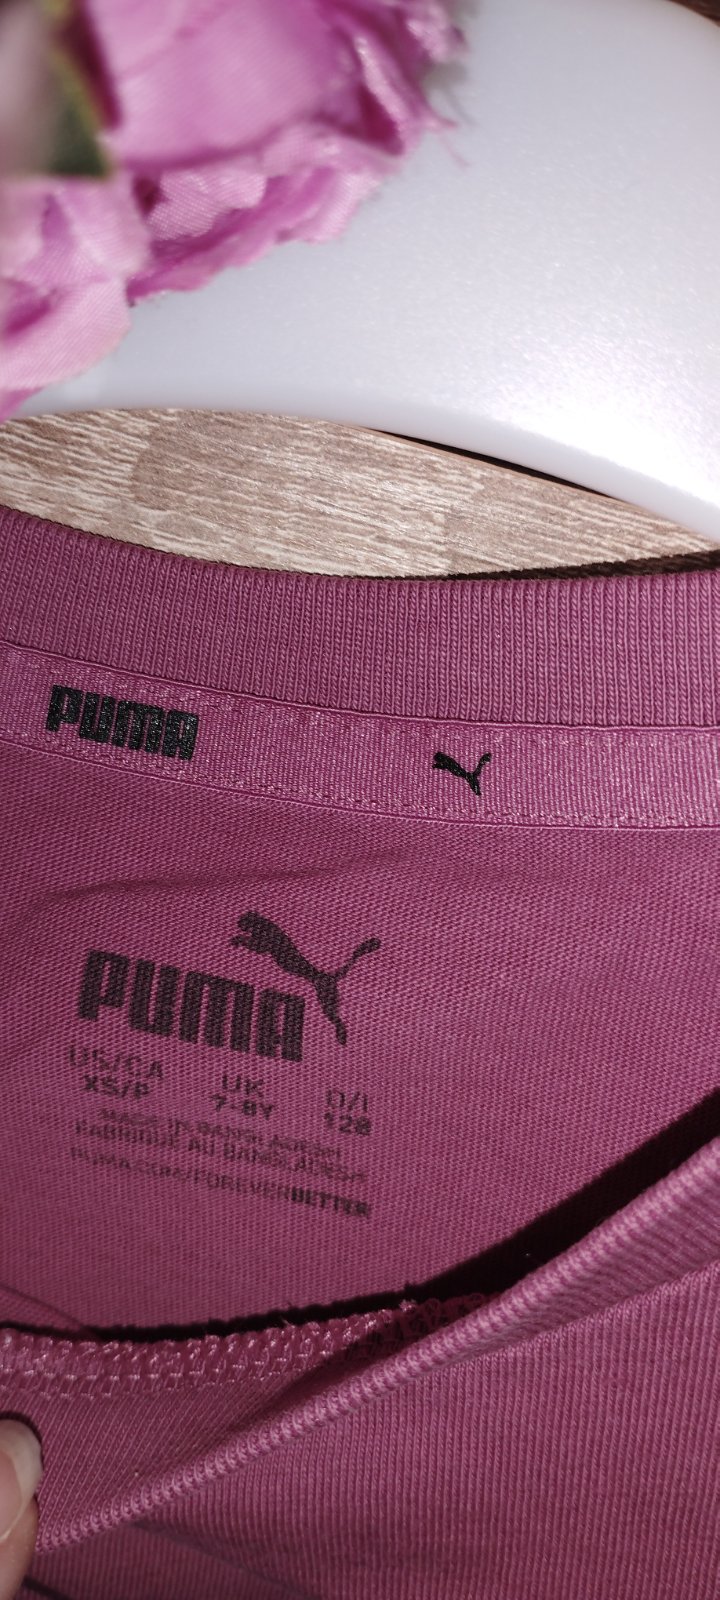 PUMA
PUMA
US/CA UK D/I
XS/P 7-8Y 128
MADE IN BANGLADESH
FABRIQUÉ AU BANGLADESH
PUMA.COM/FOREVERBETTER